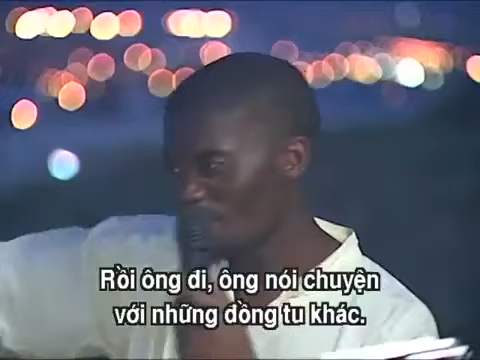 Rồi ông đi, ông nói chuyện
với những đồng tu khác.